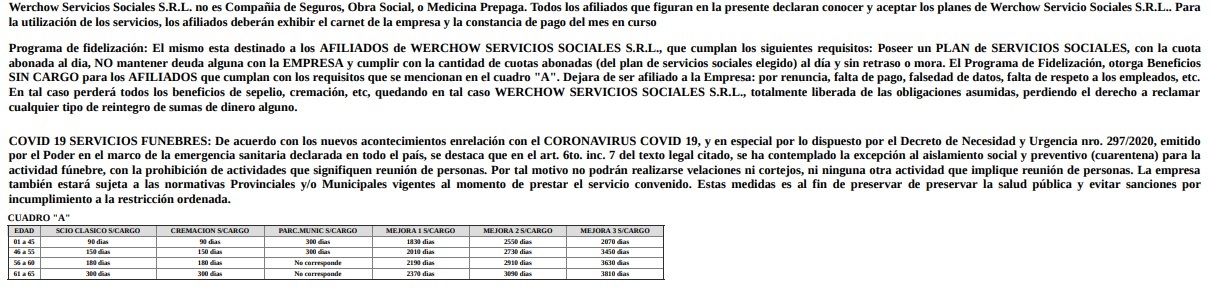 Werchow Servicios Sociales S.R.L. no es Compañia de Seguros, Obra Social, o Medicina Prepaga. Todos los afiliados que figuran en la presente declaran conocer y aceptar los planes de Werchow Servicio Sociales S.R.L.. Para
la utilización de los servicios, los afiliados deberán exhibir el carnet de la empresa y la constancia de pago del mes en curso
Programa de fidelización: El mismo esta destinado a los AFILIADOS de WERCHOW SERVICIOS SOCIALES S.R.L., que cumplan los siguientes requisitos: Poseer un PLAN de SERVICIOS SOCIALES, con la cuota
abonada al dia, NO mantener deuda alguna con la EMPRESA y cumplir con la cantidad de cuotas abonadas (del plan de servicios sociales elegido) al día y sin retraso o mora. El Programa de Fidelización, otorga Beneficios
SIN CARGO para los AFILIADOS que cumplan con los requisitos que se mencionan en el cuadro "A". Dejara de ser afiliado a la Empresa: por renuncia, falta de pago, falsedad de datos, falta de respeto a los empleados, etc.
En tal caso perderá todos los beneficios de sepelio, cremación, etc, quedando en tal caso WERCHOW SERVICIOS SOCIALES S.R.L., totalmente liberada de las obligaciones asumidas, perdiendo el derecho a reclamar
cualquier tipo de reintegro de sumas de dinero alguno.
COVID 19 SERVICIOS FUNEBRES: De acuerdo con los nuevos acontecimientos enrelación con el CORONAVIRUS COVID 19, y en especial por lo dispuesto por el Decreto de Necesidad y Urgencia nro. 297/2020, emitido
por el Poder en el marco de la emergencia sanitaria declarada en todo el país, se destaca que en el art. 6to. inc. 7 del texto legal citado, se ha contemplado la excepción al aislamiento social y preventivo (cuarentena) para la
actividad fúnebre, con la prohibición de actividades que signifiquen reunión de personas. Por tal motivo no podrán realizarse velaciones ni cortejos, ni ninguna otra actividad que implique reunión de personas. La empresa
también estará sujeta a las normativas Provinciales y/o Municipales vigentes al momento de prestar el servicio convenido. Estas medidas es al fin de preservar de preservar la salud pública y evitar sanciones por
incumplimiento a la restricción ordenada.
CUADRO "A"
EDAD SCIO CLASICO S/CARGO CREMACION S/CARGO PARC.MUNIC S/CARGO MEJORA 1 S/CARGO MEJORA 2 S/CARGO MEJORA 3 S/CARGO
01 a 45 90 dias 90 dias 300 dias 1830 dias 2550 dias 2070 dias
46 a 55 150 dias 150 dias 300 dias 2010 dias 2730 dias 3450 dias
56 a 60 180 dias 180 dias No corresponde 2190 dias 2910 dias 3630 dias
61 a 65 300 dias 300 dias No corresponde 2370 dias 3090 dias 3810 dias